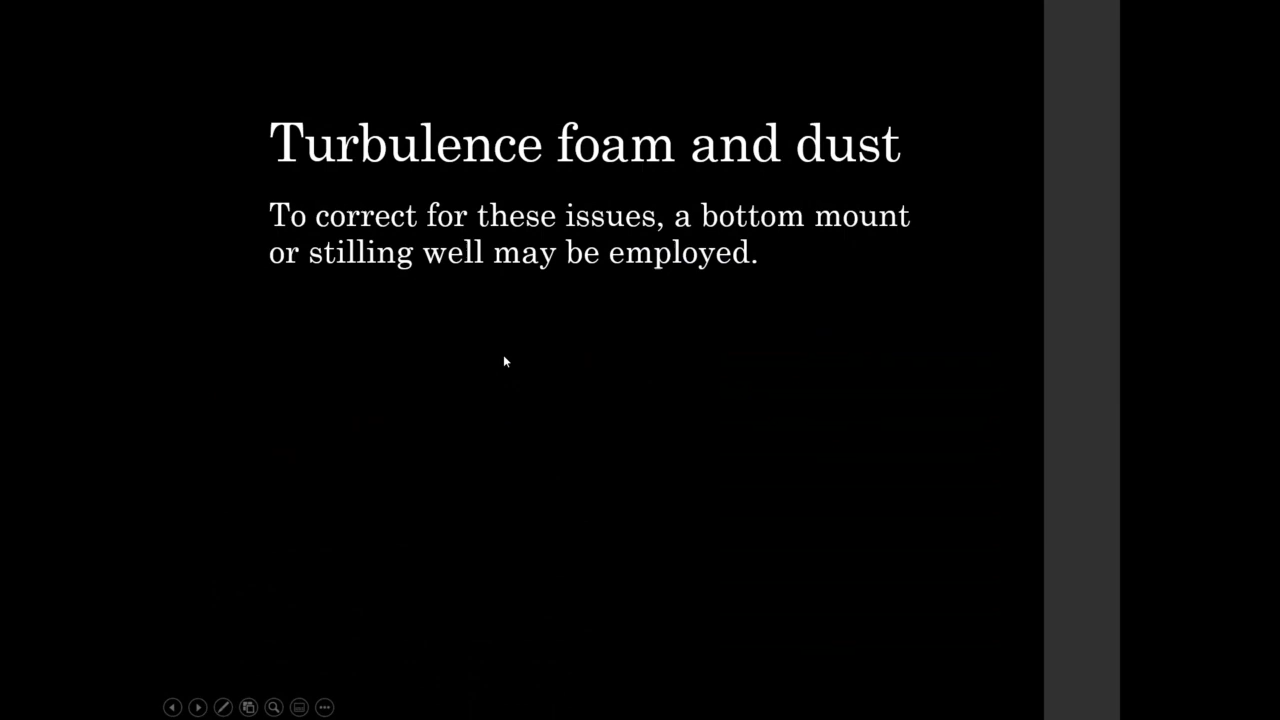 Turbulence foam and dust
To correct for these issues, a bottom mount
or stilling well may be employed.